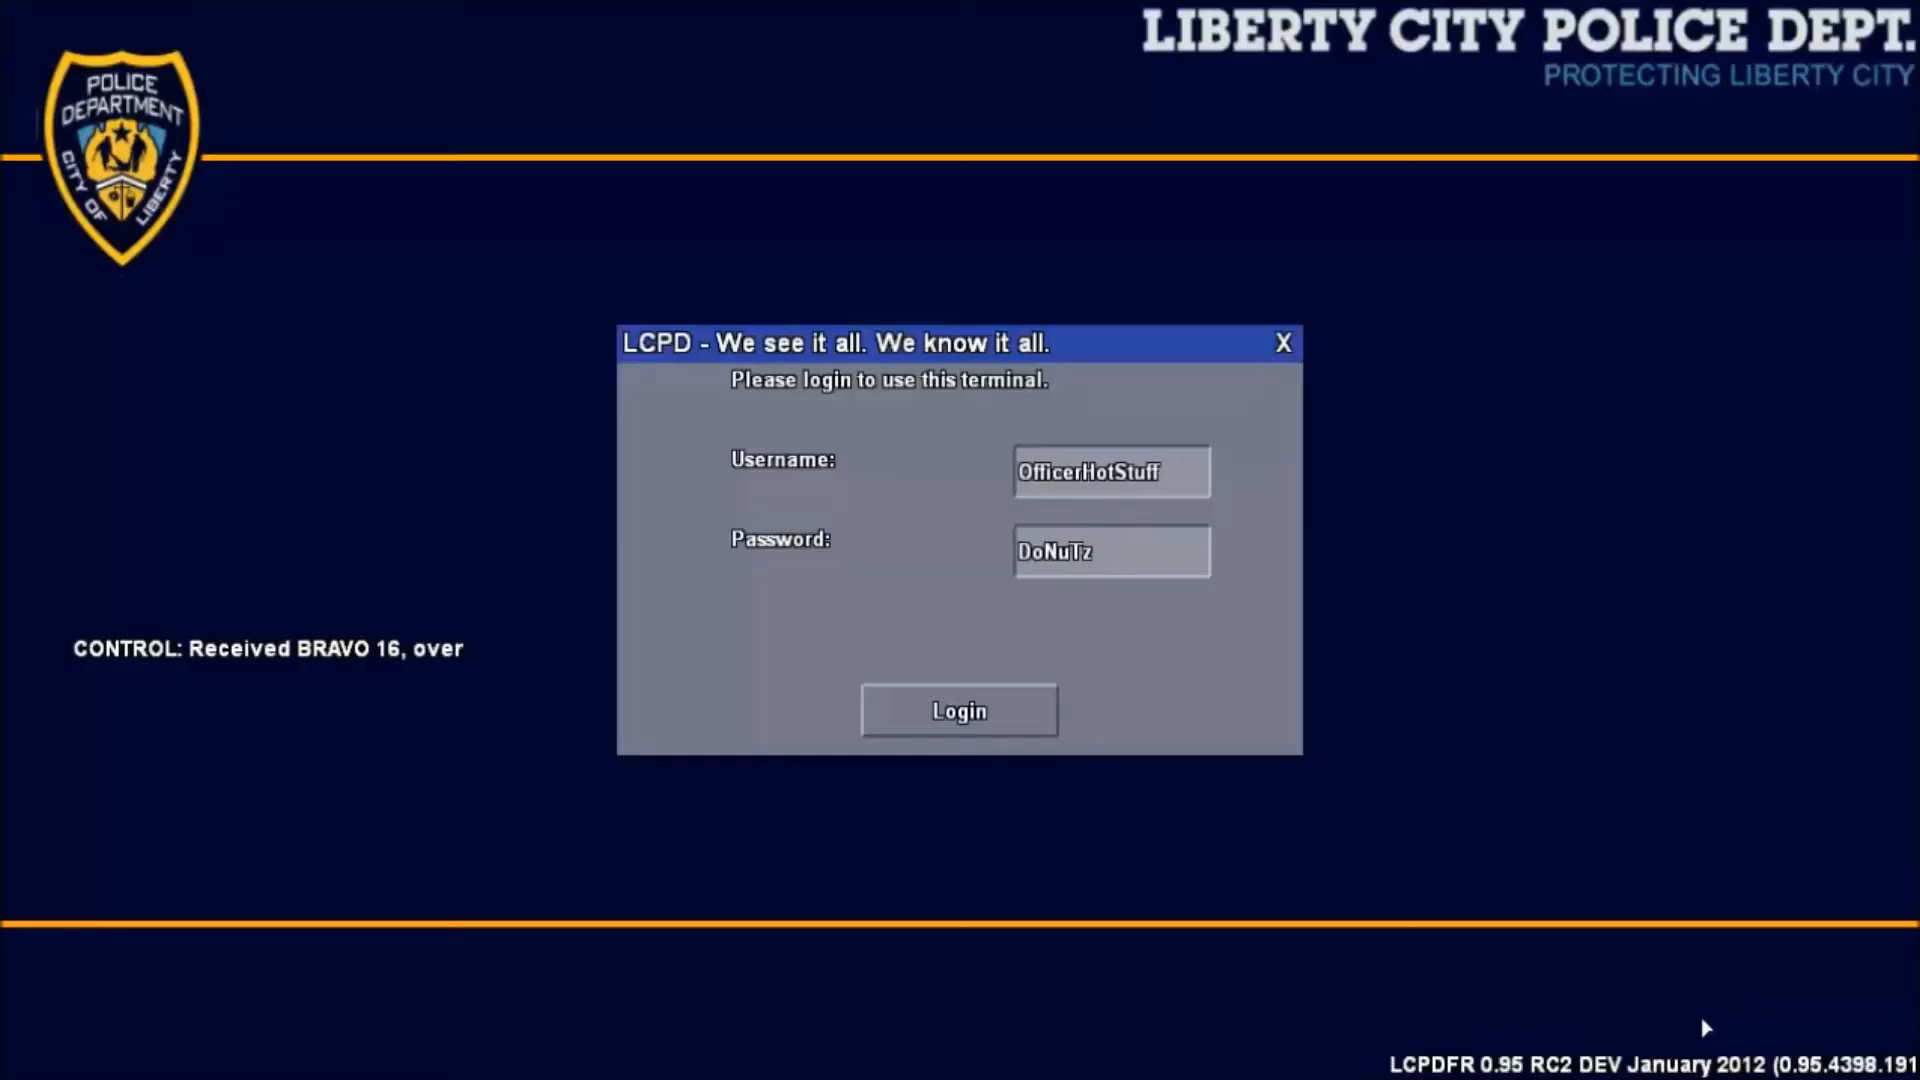 LIBERTY CITY POLICE DEPT.
PROTECTING LIBERTY CITY
POLICE
DEPARTMENT
CITY OF LIBERTY
LCPD - We see it all. We know it all. X
Please login to use this terminal.
Username: OfficerHotStuff
Password: DoNuTz
CONTROL: Received BRAVO 16, over
Login
LCPDFR 0.95 RC2 DEV January 2012 (0.95.4398.191